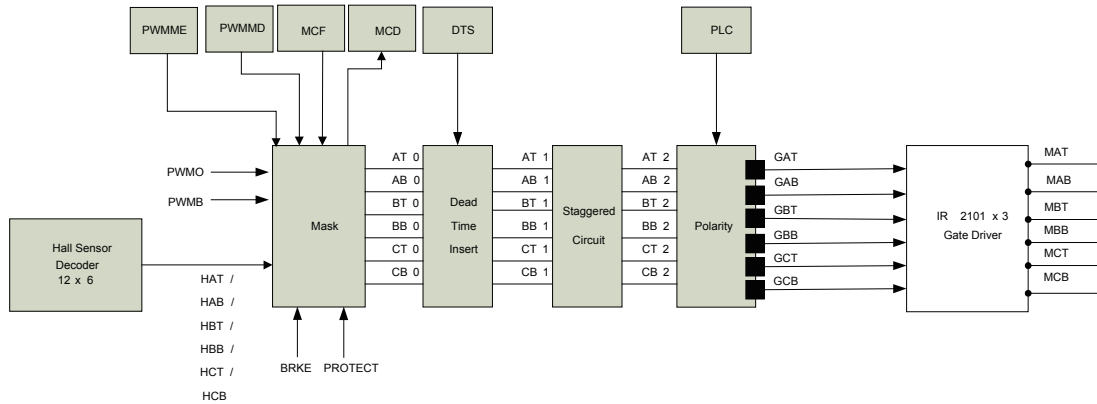 PWMME
PWMMD
MCF
MCD
DTS
PLC
PWMO
PWMB
Hall Sensor
Decoder
12 x 6
HAT /
HAB /
HBT /
HBB /
HCT /
HCB
Mask
BRKE
PROTECT
AT 0
AB 0
BT 0
BB 0
CT 0
CB 0
Dead
Time
Insert
AT 1
AB 1
BT 1
BB 1
CT 1
CB 1
Staggered
Circuit
AT 2
AB 2
BT 2
BB 2
CT 2
CB 2
Polarity
GAT
GAB
GBT
GBB
GCT
GCB
IR 2101 x 3
Gate Driver
MAT
MAB
MBT
MBB
MCT
MCB